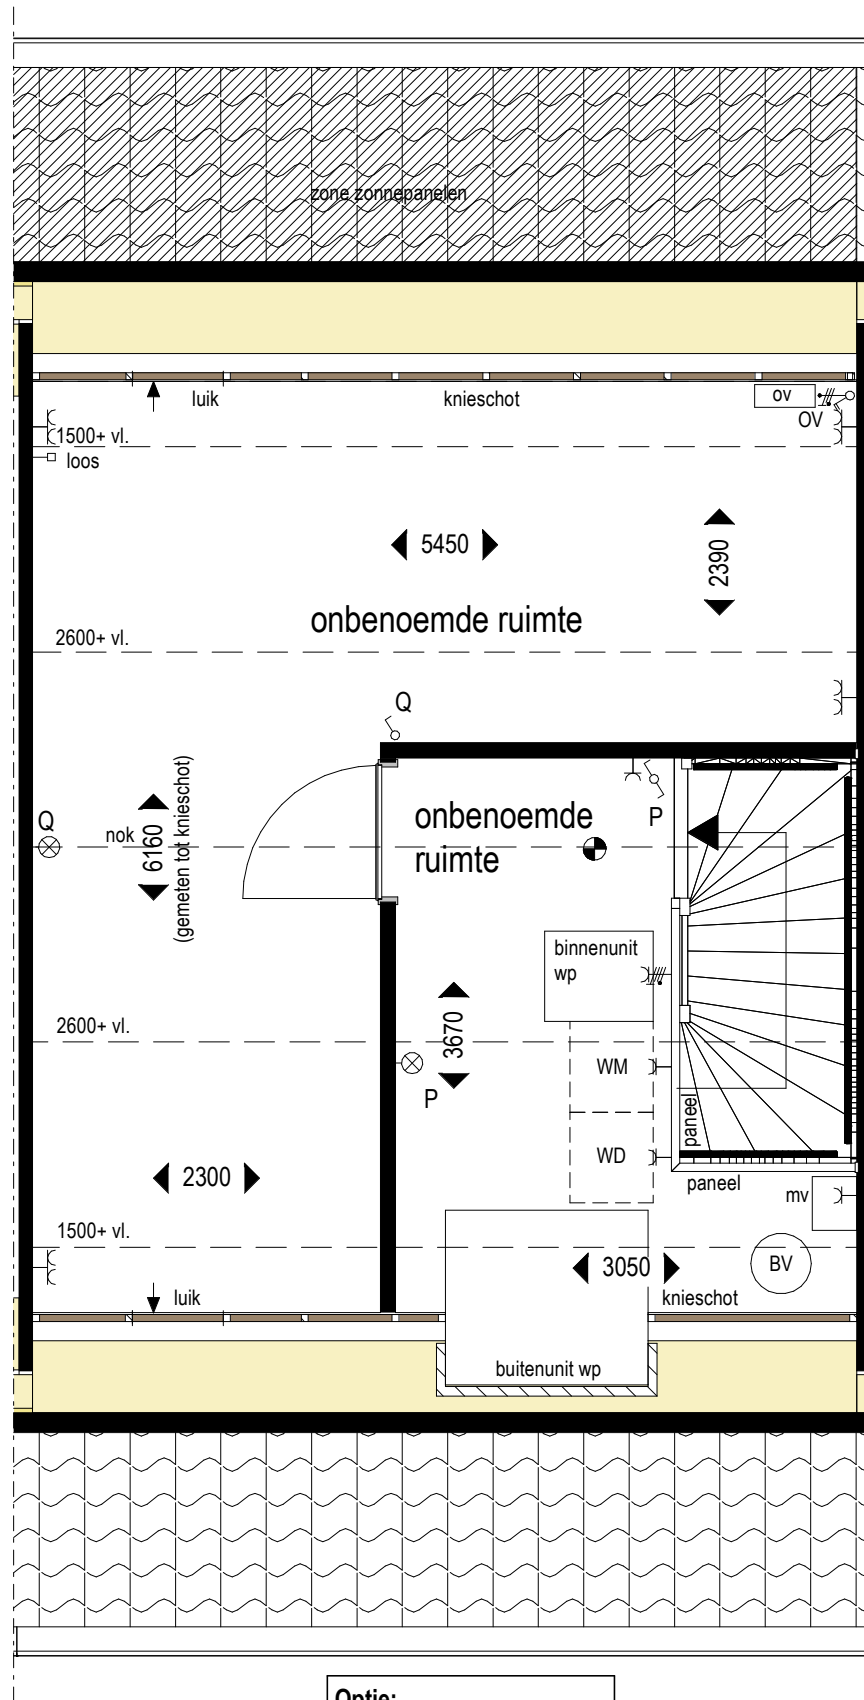 zone zonnepanelen
luik
knieschot
ov
OV
1500+ vl.
loos
5450
2390
onbenoemde ruimte
2600+ vl.
Q
onbenoemde
ruimte
P
Q
nok
6160
(gemeten tot knieschot)
binnenunit
wp
2600+ vl.
3670
WM
P
paneel
WD
2300
paneel
mv
1500+ vl.
3050
BV
luik
knieschot
buitenunit wp
Optie: